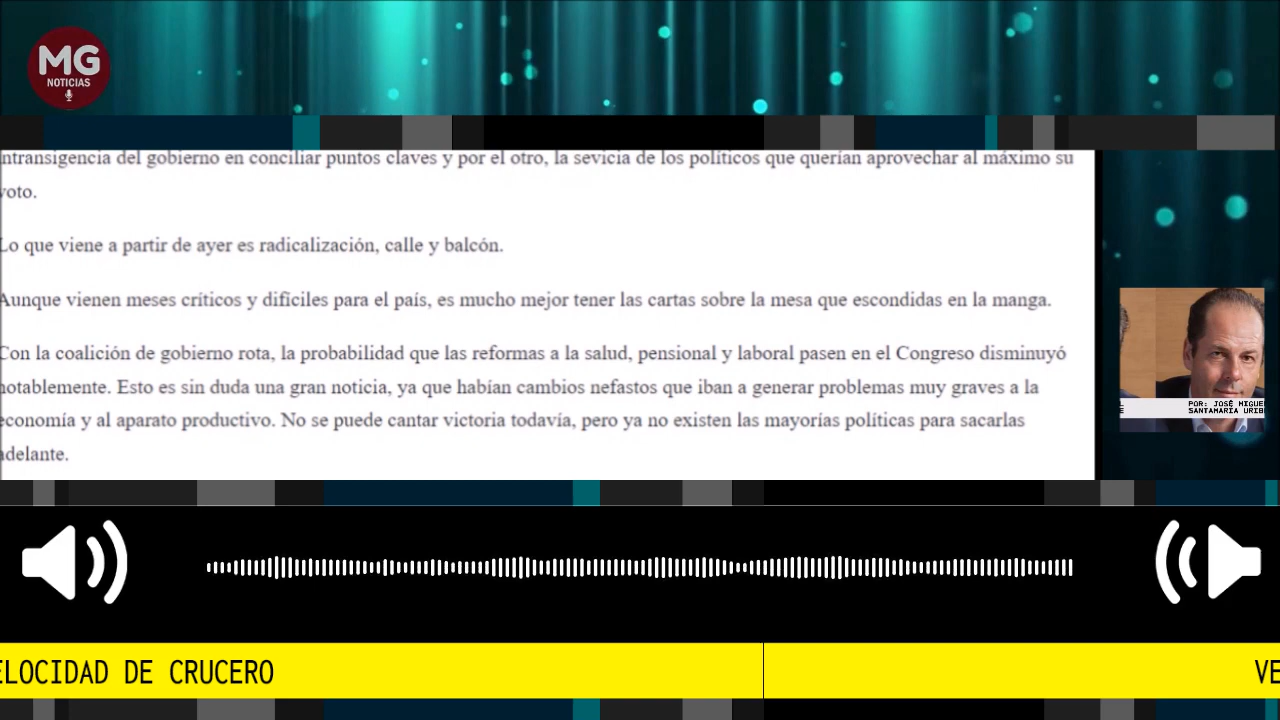 MG
NOTICIAS
intransigencia del gobierno en conciliar puntos claves y por el otro, la sevicia de los políticos que querían aprovechar al máximo su
voto.
Lo que viene a partir de ayer es radicalización, calle y balcón.
Aunque vienen meses críticos y difíciles para el país, es mucho mejor tener las cartas sobre la mesa que escondidas en la manga.
Con la coalición de gobierno rota, la probabilidad que las reformas a la salud, pensional y laboral pasen en el Congreso disminuyó
notablemente. Esto es sin duda una gran noticia, ya que habían cambios nefastos que iban a generar problemas muy graves a la
economía y al aparato productivo. No se puede cantar victoria todavía, pero ya no existen las mayorías políticas para sacarlas
adelante.
L POR: JOSÉ MIGUEL
E SANTAMARÍA URIBE
ELOCIDAD DE CRUCERO VE